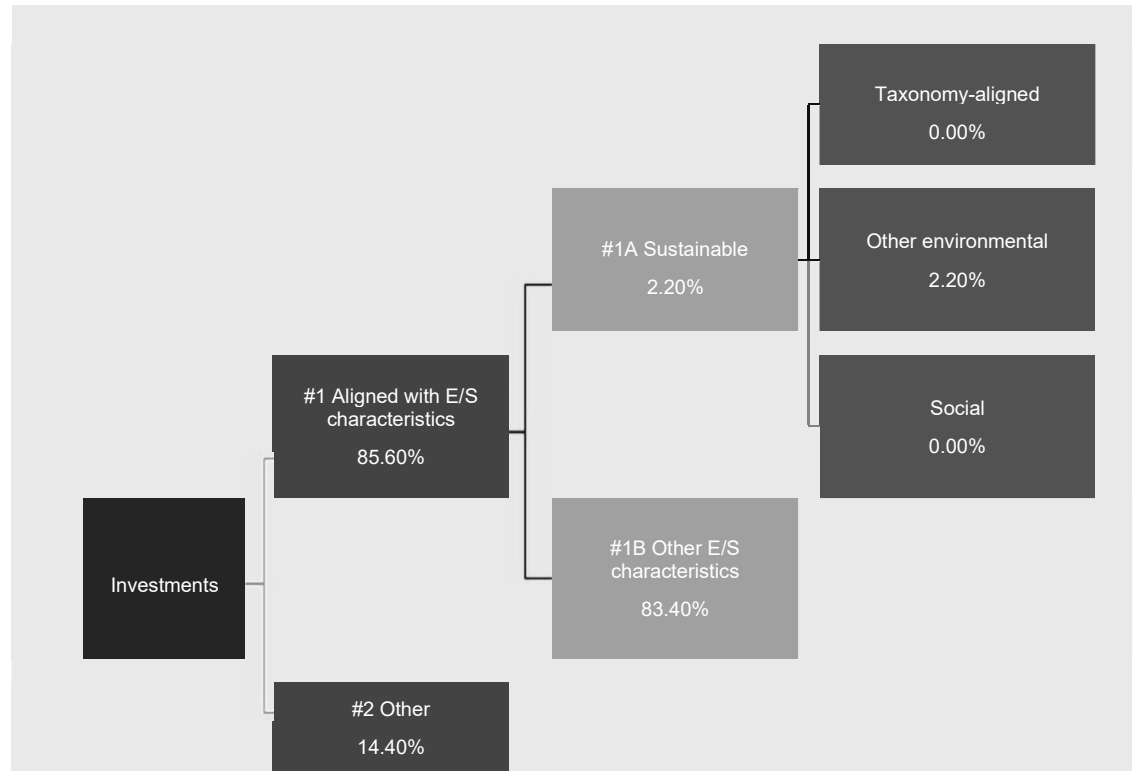 Taxonomy-aligned
0.00%
Other environmental
2.20%
Social
0.00%
#1A Sustainable
2.20%
#1B Other E/S
characteristics
83.40%
#1 Aligned with E/S
characteristics
85.60%
#2 Other
14.40%
Investments